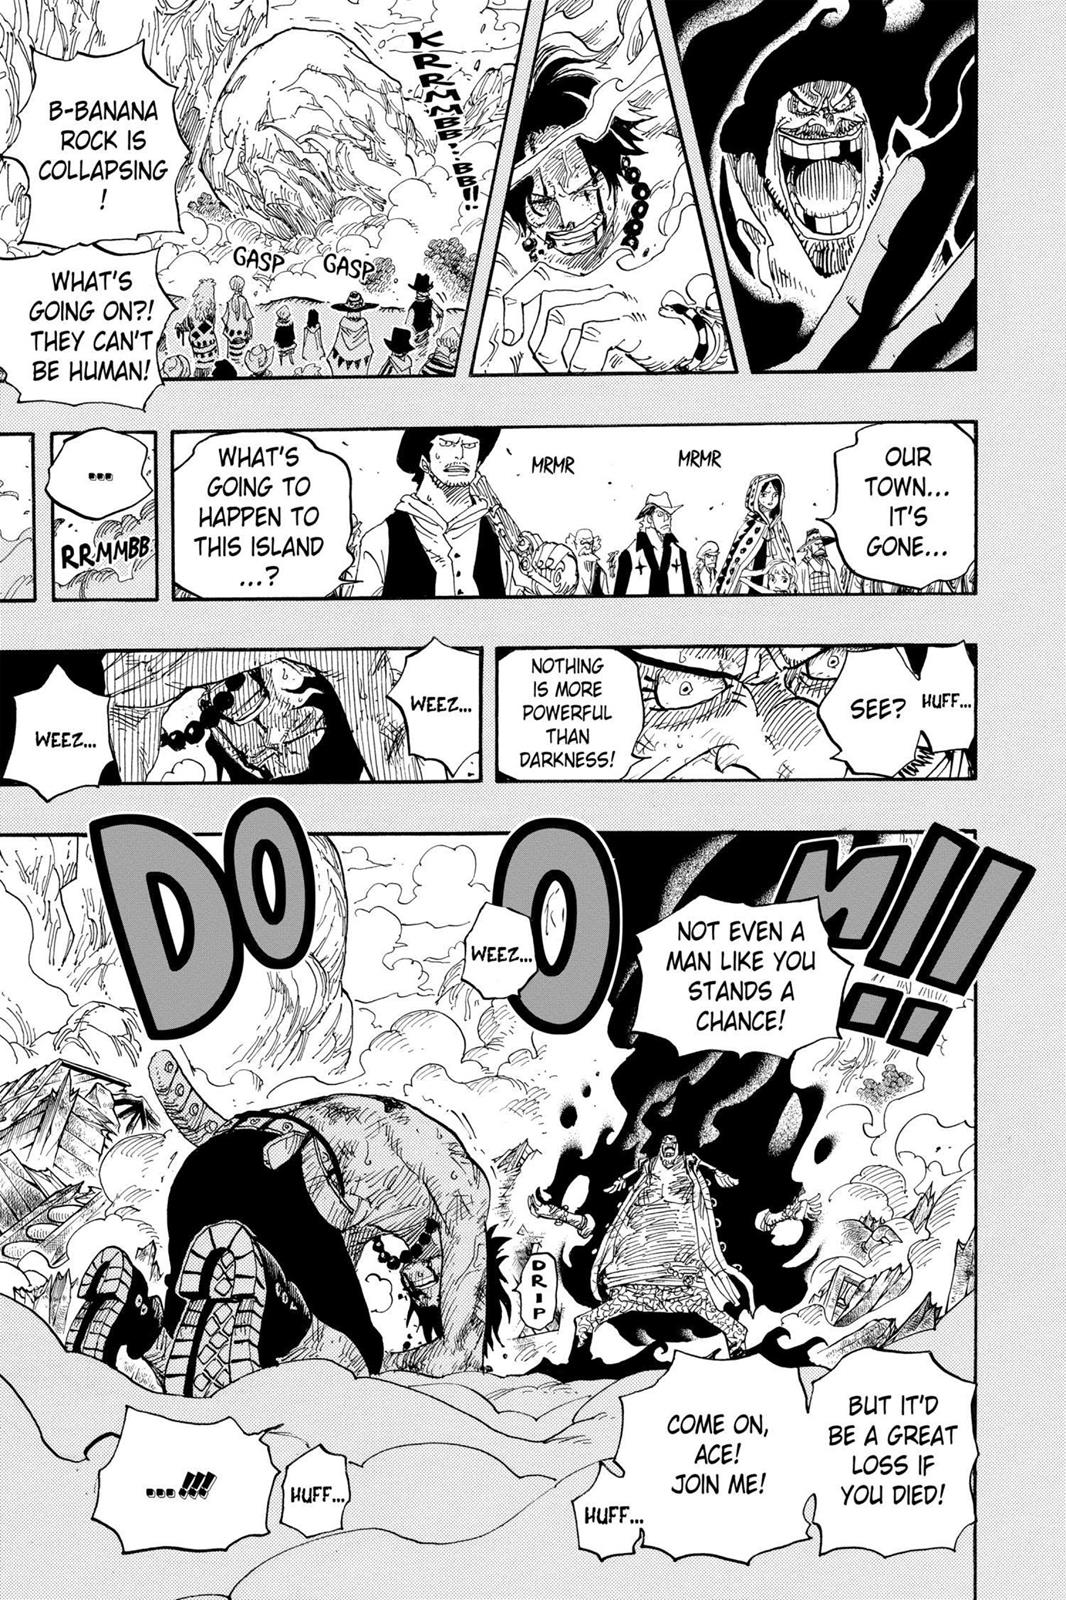 KRRMMBB..BB!!
B-BANANA
ROCK IS
COLLAPSING
!
GASP
GASP
WHAT'S
GOING ON?!
THEY CAN'T
BE HUMAN!
OUR
TOWN...
IT'S
GONE...
MRMR
MRMR
WHAT'S
GOING TO
HAPPEN TO
THIS ISLAND
...?
...
RRMMBB
HUFF...
SEE?
NOTHING
IS MORE
POWERFUL
THAN
DARKNESS!
WEEZ...
WEEZ...
DOOM!!
NOT EVEN A
MAN LIKE YOU
STANDS A
CHANCE!
WEEZ...
DRIP
BUT IT'D
BE A GREAT
LOSS IF
YOU DIED!
COME ON,
ACE!
JOIN ME!
HUFF...
HUFF...
...!!!